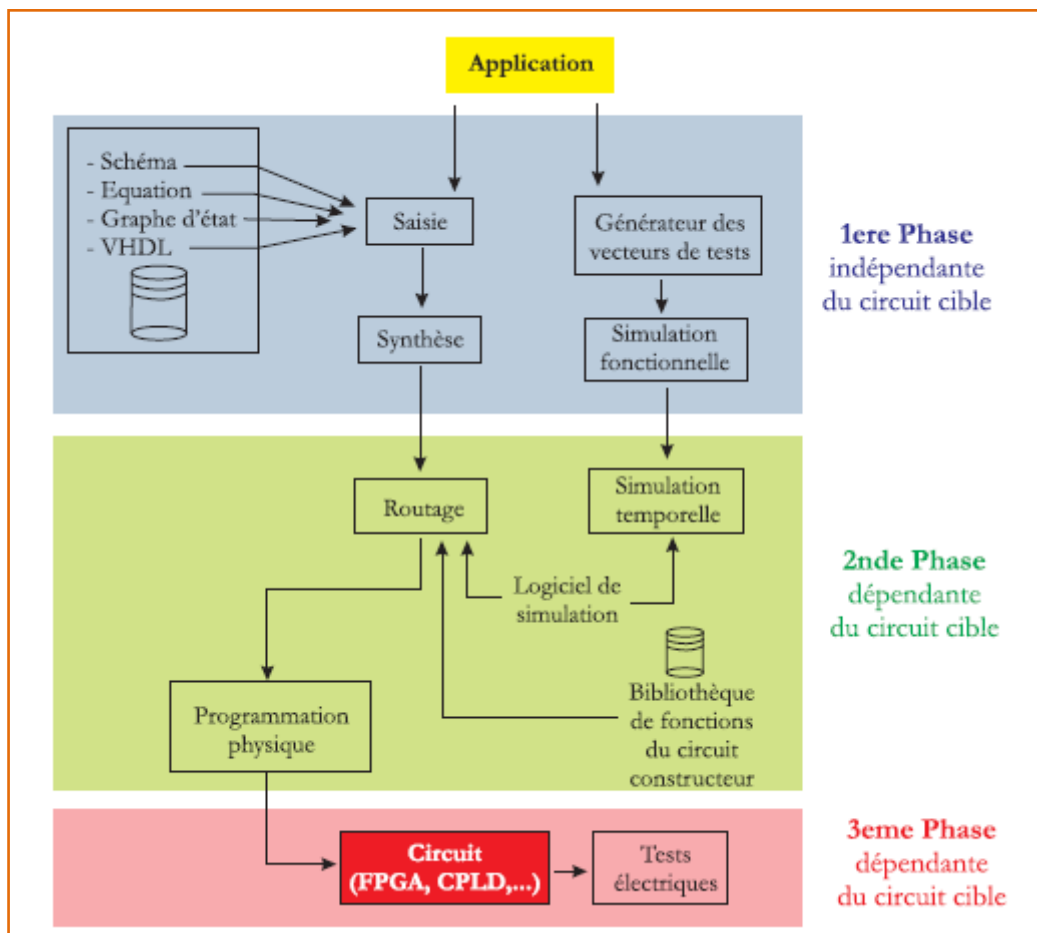 Application
- Schéma
- Equation
- Graphe d'état
- VHDL
Saisie
Générateur des
vecteurs de tests
1ere Phase
indépendante
du circuit cible
Synthèse
Simulation
fonctionnelle
Routage
Simulation
temporelle
Logiciel de
simulation
2nde Phase
dépendante
du circuit cible
Programmation
physique
Bibliothèque
de fonctions
du circuit
constructeur
Circuit
(FPGA, CPLD,...)
Tests
électriques
3eme Phase
dépendante
du circuit cible